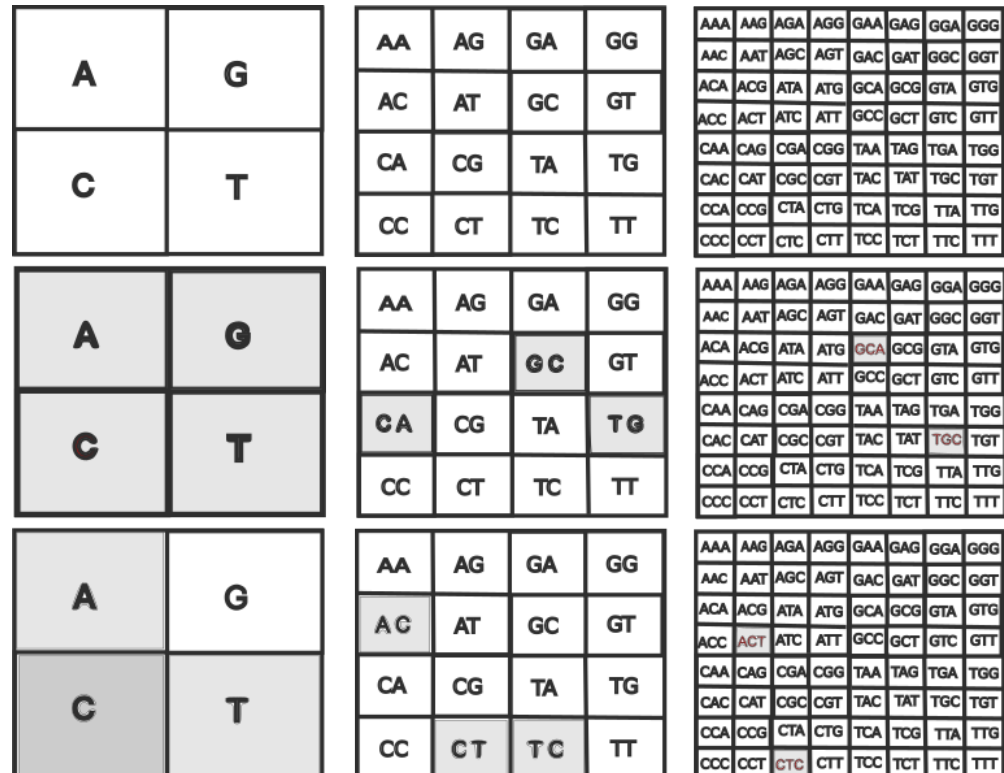 A G
C T
AA AG GA GG
AC AT GC GT
CA CG TA TG
CC CT TC TT
AAA AAG AGA AGG GAA GAG GGA GGG
AAC AAT AGC AGT GAC GAT GGC GGT
ACA ACG ATA ATG GCA GCG GTA GTG
ACC ACT ATC ATT GCC GCT GTC GTT
CAA CAG CGA CGG TAA TAG TGA TGG
CAC CAT CGC CGT TAC TAT TGC TGT
CCA CCG CTA CTG TCA TCG TTA TTG
CCC CCT CTC CTT TCC TCT TTC TTT
A G
C T
AA AG GA GG
AC AT GC GT
CA CG TA TG
CC CT TC TT
AAA AAG AGA AGG GAA GAG GGA GGG
AAC AAT AGC AGT GAC GAT GGC GGT
ACA ACG ATA ATG GCA GCG GTA GTG
ACC ACT ATC ATT GCC GCT GTC GTT
CAA CAG CGA CGG TAA TAG TGA TGG
CAC CAT CGC CGT TAC TAT TGC TGT
CCA CCG CTA CTG TCA TCG TTA TTG
CCC CCT CTC CTT TCC TCT TTC TTT
A G
C T
AA AG GA GG
AC AT GC GT
CA CG TA TG
CC CT TC TT
AAA AAG AGA AGG GAA GAG GGA GGG
AAC AAT AGC AGT GAC GAT GGC GGT
ACA ACG ATA ATG GCA GCG GTA GTG
ACC ACT ATC ATT GCC GCT GTC GTT
CAA CAG CGA CGG TAA TAG TGA TGG
CAC CAT CGC CGT TAC TAT TGC TGT
CCA CCG CTA CTG TCA TCG TTA TTG
CCC CCT CTC CTT TCC TCT TTC TTT